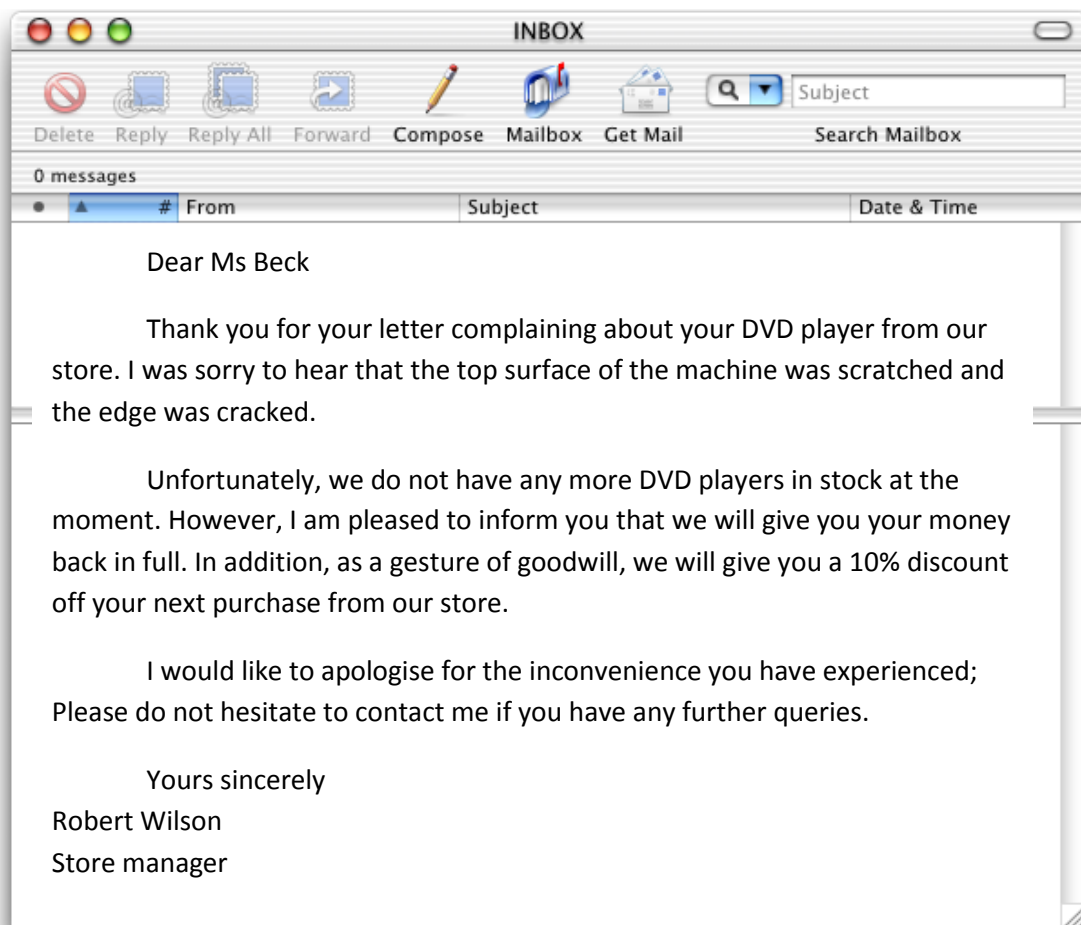 INBOX
Delete Reply Reply All Forward Compose Mailbox Get Mail Subject Search Mailbox
0 messages
# From Subject Date & Time
Dear Ms Beck
Thank you for your letter complaining about your DVD player from our
store. I was sorry to hear that the top surface of the machine was scratched and
the edge was cracked.
Unfortunately, we do not have any more DVD players in stock at the
moment. However, I am pleased to inform you that we will give you your money
back in full. In addition, as a gesture of goodwill, we will give you a 10% discount
off your next purchase from our store.
I would like to apologise for the inconvenience you have experienced;
Please do not hesitate to contact me if you have any further queries.
Yours sincerely
Robert Wilson
Store manager